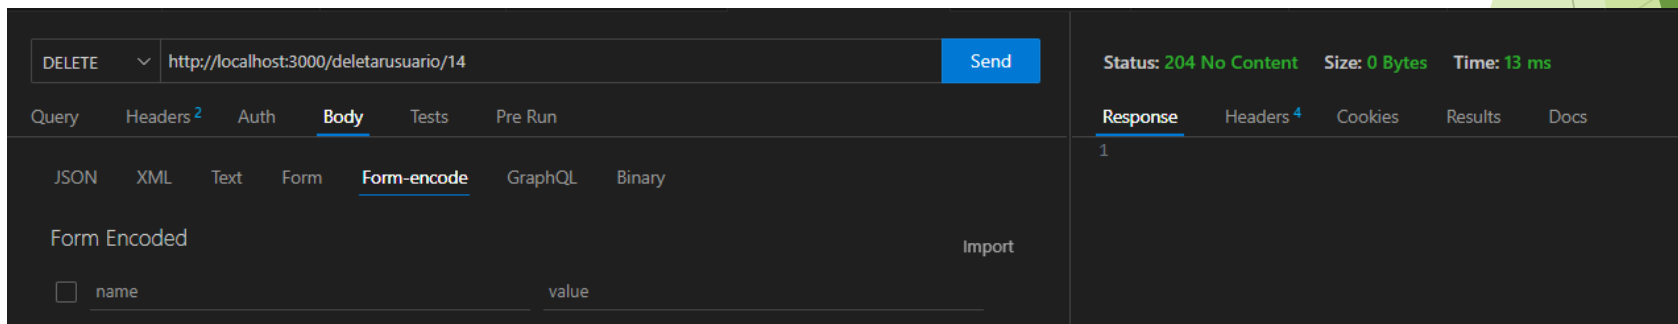 DELETE http://localhost:3000/deletarusuario/14 Send
Query Headers 2 Auth Body Tests Pre Run
JSON XML Text Form Form-encode GraphQL Binary
Form Encoded
Import
name value
Status: 204 No Content Size: 0 Bytes Time: 13 ms
Response Headers 4 Cookies Results Docs
1